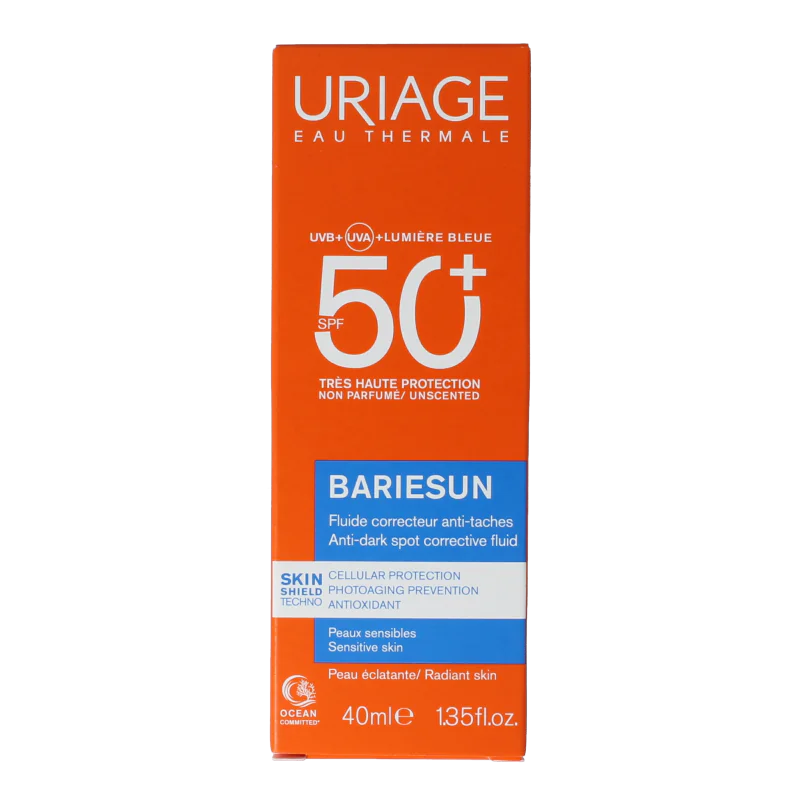 URIAGE
EAU THERMALE
UVB+ UVA +LUMIÈRE BLEUE
SPF 50+
TRÈS HAUTE PROTECTION
NON PARFUMÉ/ UNSCENTED
BARIESUN
Fluide correcteur anti-taches
Anti-dark spot corrective fluid
SKIN
SHIELD
TECHNO
CELLULAR PROTECTION
PHOTOAGING PREVENTION
ANTIOXIDANT
Peaux sensibles
Sensitive skin
Peau éclatante/ Radiant skin
OCEAN
COMMITTED*
40ml℮ 1.35fl.oz.